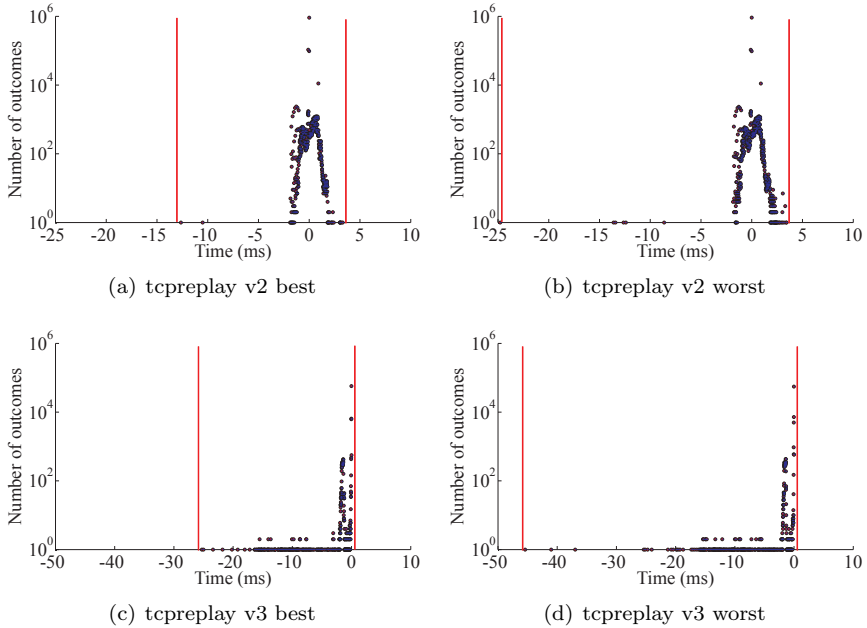 Number of outcomes
10^6
10^4
10^2
10^0
-25 -20 -15 -10 -5 0 5 10
Time (ms)
(a) tcpreplay v2 best
Number of outcomes
10^6
10^4
10^2
10^0
-25 -20 -15 -10 -5 0 5 10
Time (ms)
(b) tcpreplay v2 worst
Number of outcomes
10^6
10^4
10^2
10^0
-50 -40 -30 -20 -10 0 10
Time (ms)
(c) tcpreplay v3 best
Number of outcomes
10^6
10^4
10^2
10^0
-50 -40 -30 -20 -10 0 10
Time (ms)
(d) tcpreplay v3 worst